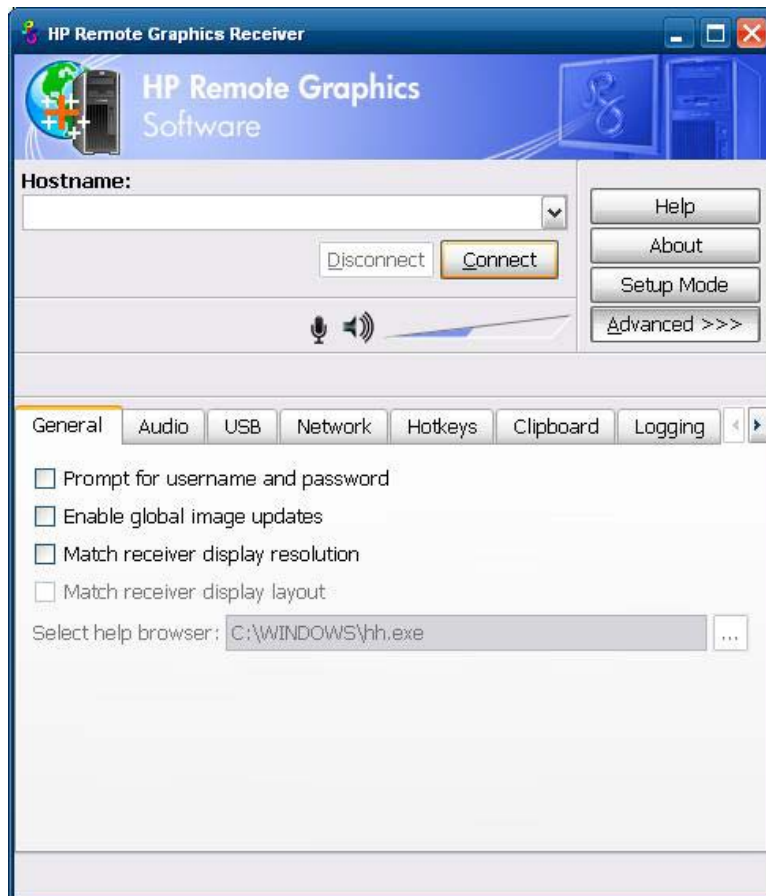 HP Remote Graphics Receiver
HP Remote Graphics
Software
Hostname:
Disconnect
Connect
Help
About
Setup Mode
Advanced >>>
General
Audio
USB
Network
Hotkeys
Clipboard
Logging
Prompt for username and password
Enable global image updates
Match receiver display resolution
Match receiver display layout
Select help browser: C:\WINDOWS\hh.exe ...